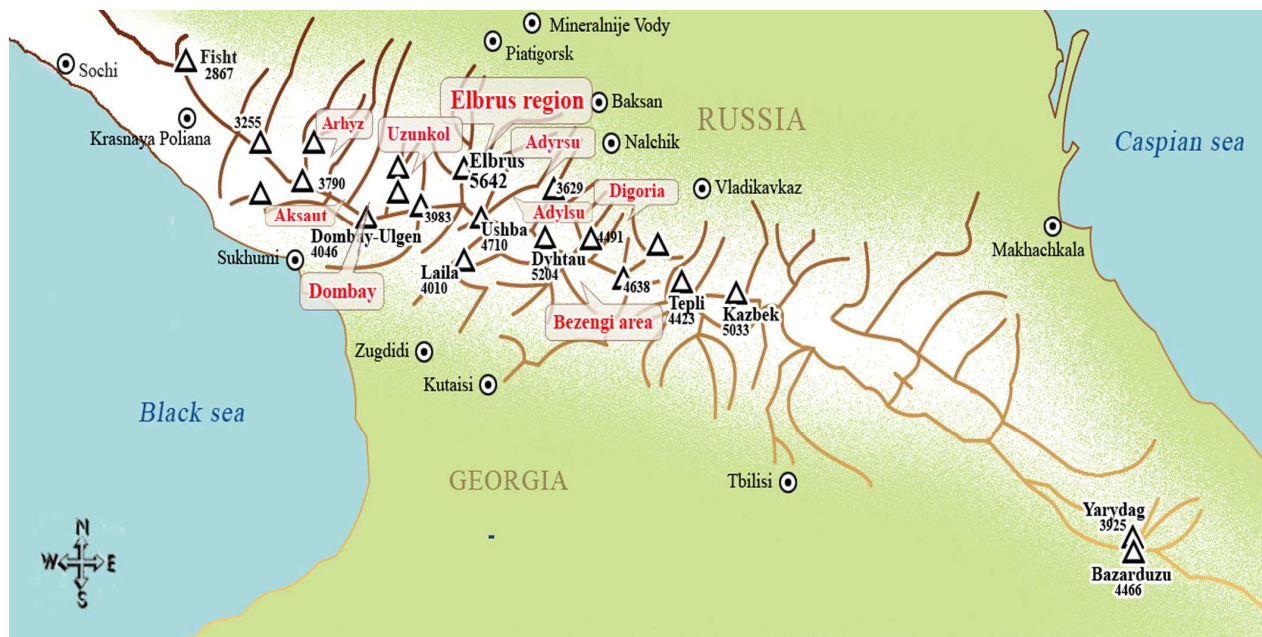 Mineralnije Vody
Piatigorsk
Fisht
2867
Sochi
Elbrus region
Baksan
RUSSIA
Caspian sea
3255
Arhyz
Uzunkol
Krasnaya Poliana
Adyrsu
Nalchik
Elbrus
5642
3790
3629
Digoria
Vladikavkaz
Aksaut
3983
Adylsu
Makhachkala
Dombay-Ulgen
4046
Ushba
4710
4491
Sukhumi
Laila
4010
Dyhtau
5204
Dombay
4638
Tepli
4423
Kazbek
5033
Bezengi area
Zugdidi
Kutaisi
Black sea
GEORGIA
Tbilisi
Yarydag
3925
Bazarduzu
4466
N
W E
S